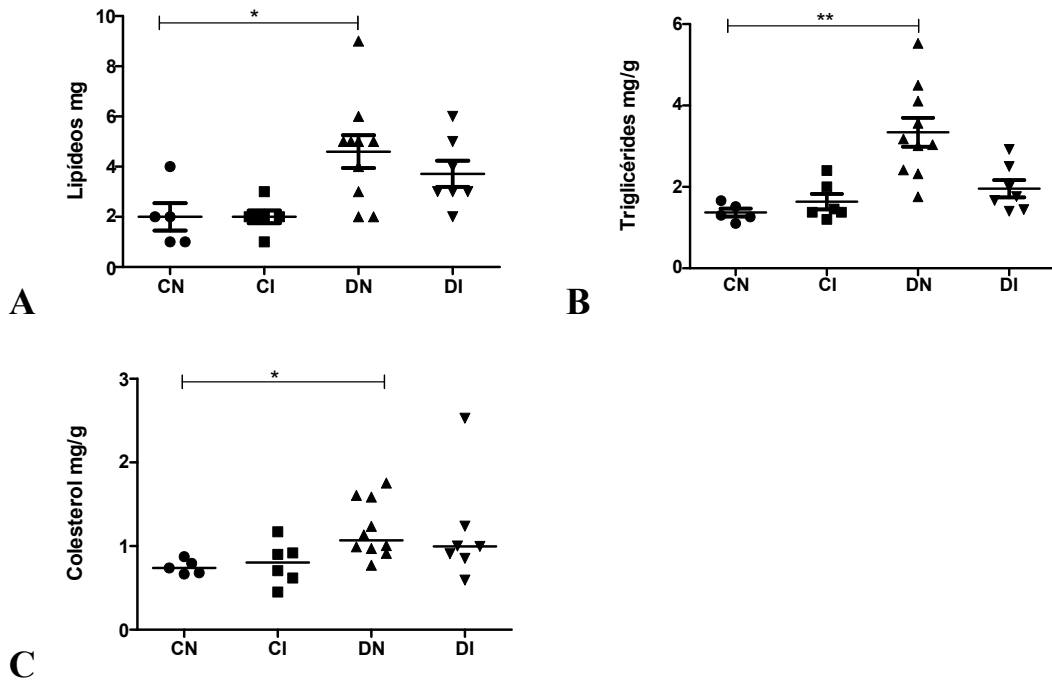 *
10
8
6
4
2
0
Lipídeos mg
CN CI DN DI
A
**
6
4
2
0
Triglicérides mg/g
CN CI DN DI
B
*
3
2
1
0
Colesterol mg/g
CN CI DN DI
C